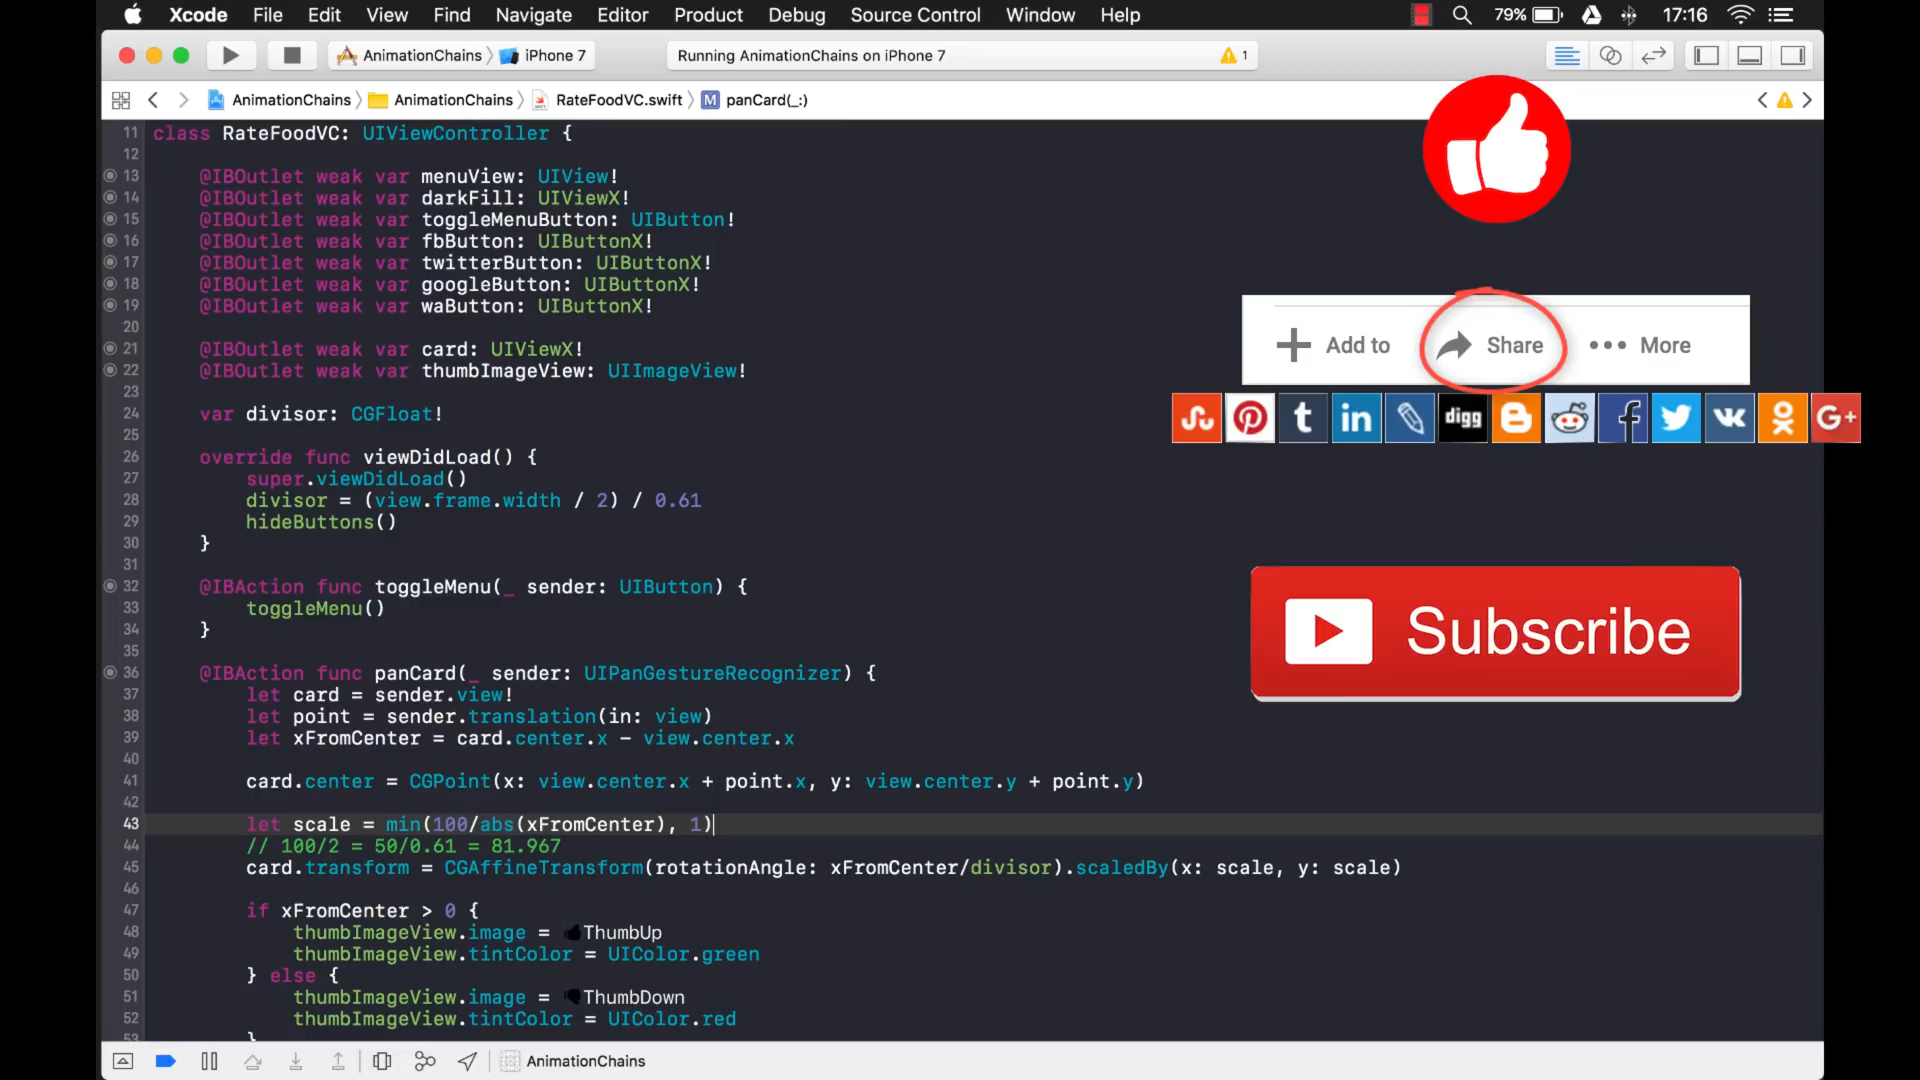 Xcode File Edit View Find Navigate Editor Product Debug Source Control Window Help 79% 17:16
AnimationChains iPhone 7 Running AnimationChains on iPhone 7 1
AnimationChains AnimationChains RateFoodVC.swift M panCard(_:)
11 class RateFoodVC: UIViewController {
12
13 @IBOutlet weak var menuView: UIView!
14 @IBOutlet weak var darkFill: UIViewX!
15 @IBOutlet weak var toggleMenuButton: UIButton!
16 @IBOutlet weak var fbButton: UIButtonX!
17 @IBOutlet weak var twitterButton: UIButtonX!
18 @IBOutlet weak var googleButton: UIButtonX!
19 @IBOutlet weak var waButton: UIButtonX!
20
21 @IBOutlet weak var card: UIViewX!
22 @IBOutlet weak var thumbImageView: UIImageView!
23
24 var divisor: CGFloat!
25
26 override func viewDidLoad() {
27 super.viewDidLoad()
28 divisor = (view.frame.width / 2) / 0.61
29 hideButtons()
30 }
31
32 @IBAction func toggleMenu(_ sender: UIButton) {
33 toggleMenu()
34 }
35
36 @IBAction func panCard(_ sender: UIPanGestureRecognizer) {
37 let card = sender.view!
38 let point = sender.translation(in: view)
39 let xFromCenter = card.center.x - view.center.x
40
41 card.center = CGPoint(x: view.center.x + point.x, y: view.center.y + point.y)
42
43 let scale = min(100/abs(xFromCenter), 1)
44 // 100/2 = 50/0.61 = 81.967
45 card.transform = CGAffineTransform(rotationAngle: xFromCenter/divisor).scaledBy(x: scale, y: scale)
46
47 if xFromCenter > 0 {
48 thumbImageView.image = ThumbUp
49 thumbImageView.tintColor = UIColor.green
50 } else {
51 thumbImageView.image = ThumbDown
52 thumbImageView.tintColor = UIColor.red
53 }
Add to Share More
t in digg f G+
Subscribe
AnimationChains